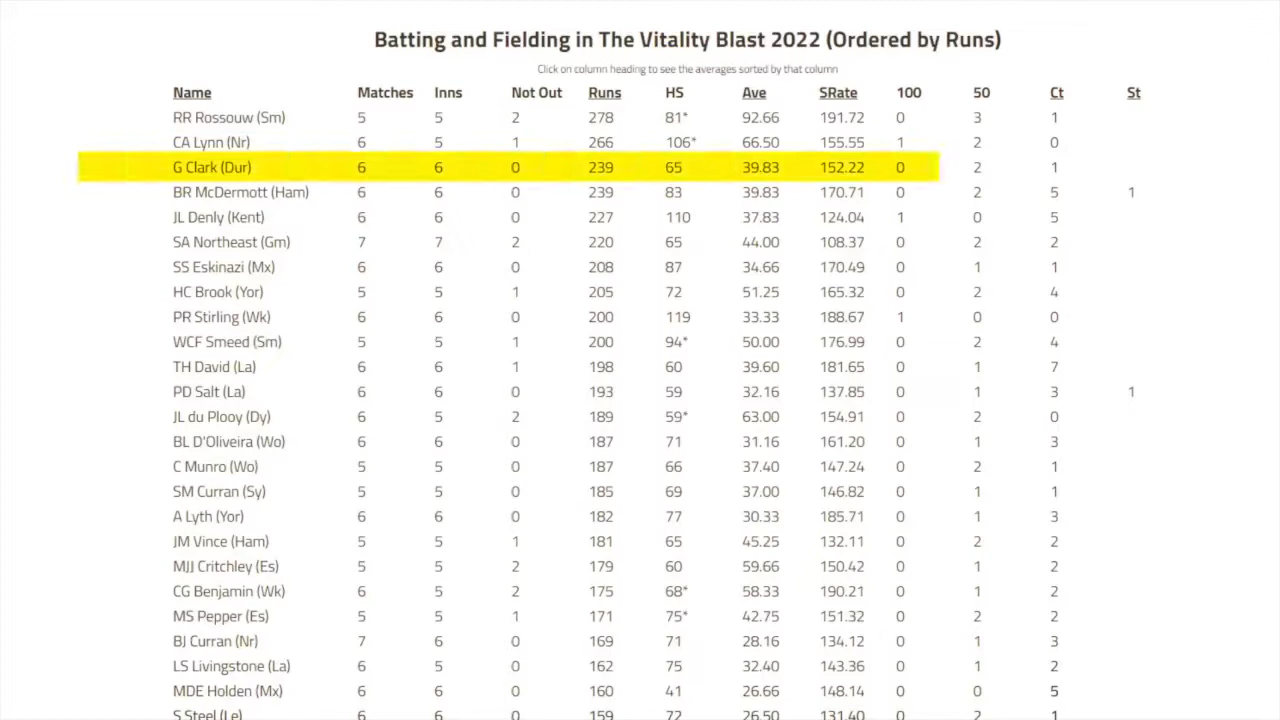 Batting and Fielding in The Vitality Blast 2022 (Ordered by Runs)
Click on column heading to see the averages sorted by that column
Name Matches Inns Not Out Runs HS Ave SRate 100 50 Ct St
RR Rossouw (Sm) 5 5 2 278 81* 92.66 191.72 0 3 1
CA Lynn (Nr) 6 5 1 266 106* 66.50 155.55 1 2 0
G Clark (Dur) 6 6 0 239 65 39.83 152.22 0 2 1
BR McDermott (Ham) 6 6 0 239 83 39.83 170.71 0 2 5 1
JL Denly (Kent) 6 6 0 227 110 37.83 124.04 1 0 5
SA Northeast (Gm) 7 7 2 220 65 44.00 108.37 0 2 2
SS Eskinazi (Mx) 6 6 0 208 87 34.66 170.49 0 1 1
HC Brook (Yor) 5 5 1 205 72 51.25 165.32 0 2 4
PR Stirling (Wk) 6 6 0 200 119 33.33 188.67 1 0 0
WCF Smeed (Sm) 5 5 1 200 94* 50.00 176.99 0 2 4
TH David (La) 6 6 1 198 60 39.60 181.65 0 1 7
PD Salt (La) 6 6 0 193 59 32.16 137.85 0 1 3 1
JL du Plooy (Dy) 6 5 2 189 59* 63.00 154.91 0 2 0
BL D'Oliveira (Wo) 6 6 0 187 71 31.16 161.20 0 1 3
C Munro (Wo) 5 5 0 187 66 37.40 147.24 0 2 1
SM Curran (Sy) 5 5 0 185 69 37.00 146.82 0 1 1
A Lyth (Yor) 6 6 0 182 77 30.33 185.71 0 1 3
JM Vince (Ham) 5 5 1 181 65 45.25 132.11 0 2 2
MJJ Critchley (Es) 5 5 2 179 60 59.66 150.42 0 1 2
CG Benjamin (Wk) 6 5 2 175 68* 58.33 190.21 0 1 2
MS Pepper (Es) 5 5 1 171 75* 42.75 151.32 0 2 2
BJ Curran (Nr) 7 6 0 169 71 28.16 134.12 0 1 3
LS Livingstone (La) 6 5 0 162 75 32.40 143.36 0 1 2
MDE Holden (Mx) 6 6 0 160 41 26.66 148.14 0 0 5
S Steel (Le) 6 6 0 159 72 26.50 131.40 0 2 1